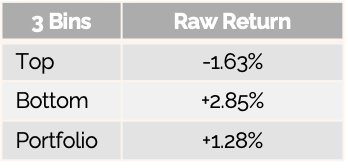 3 Bins Raw Return
Top -1.63%
Bottom +2.85%
Portfolio +1.28%